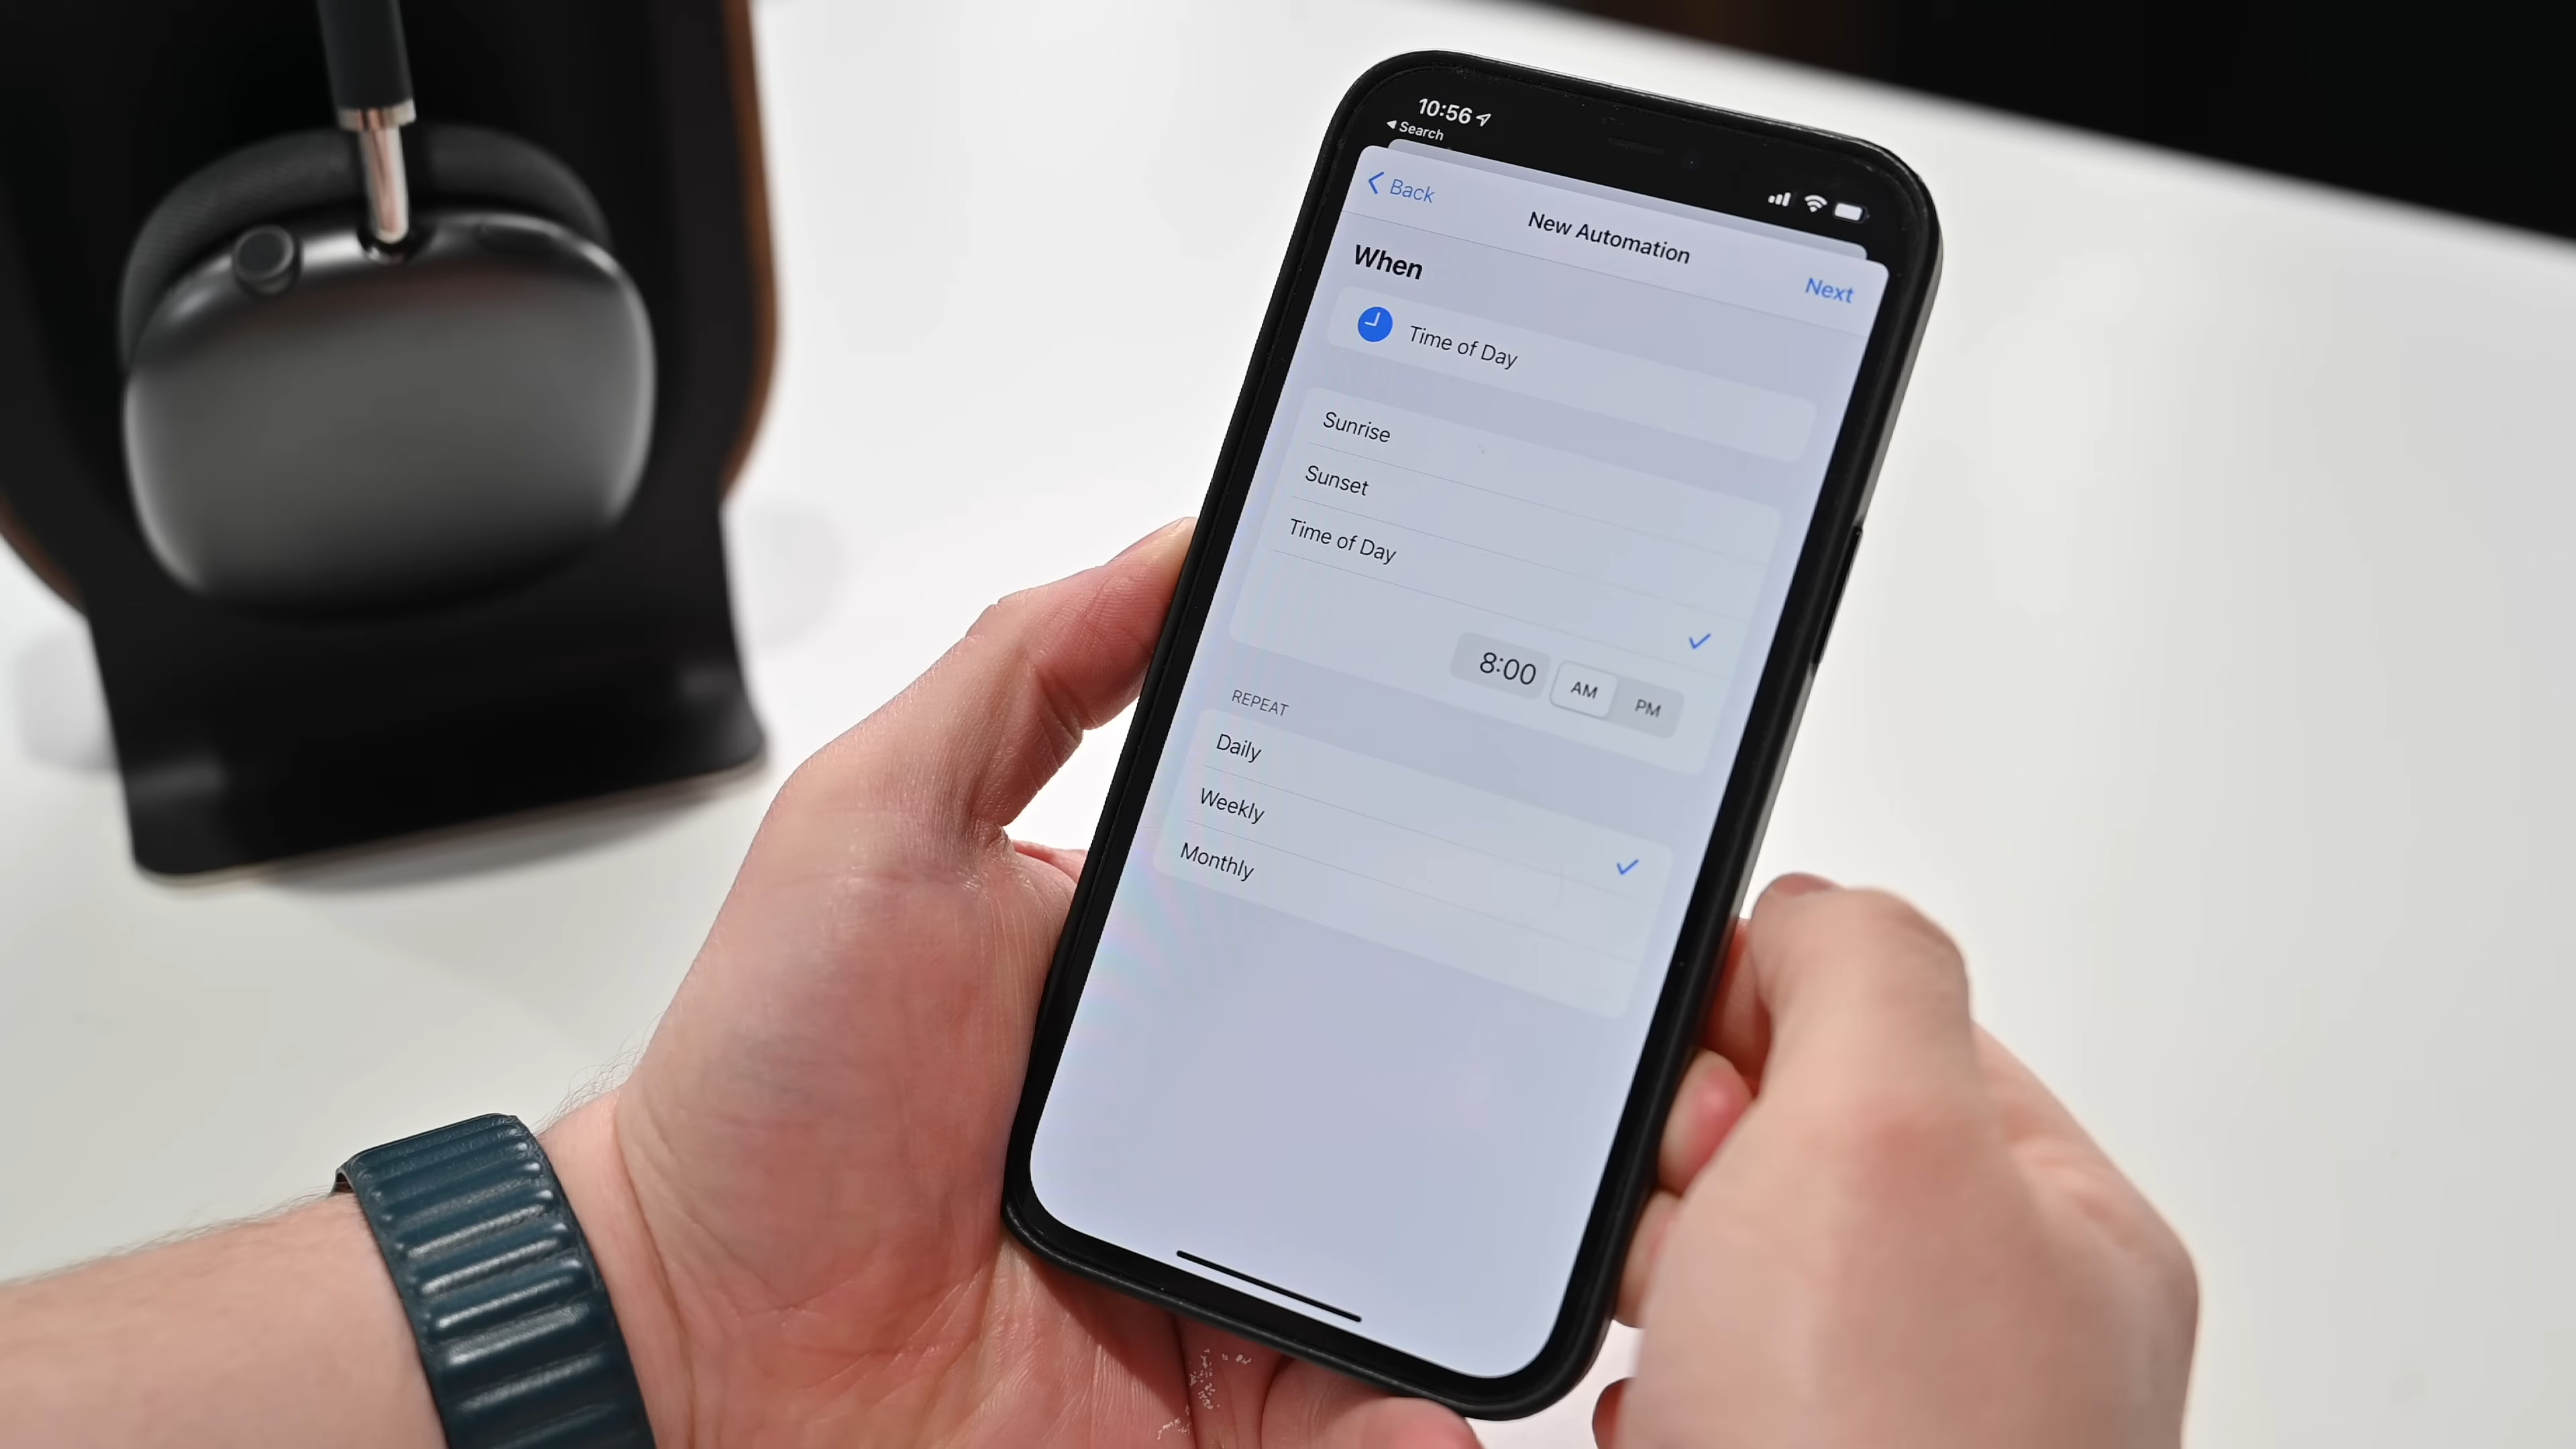 10:56
Search
Back
New Automation
Next
When
Time of Day
Sunrise
Sunset
Time of Day
8:00 AM PM
REPEAT
Daily
Weekly
Monthly